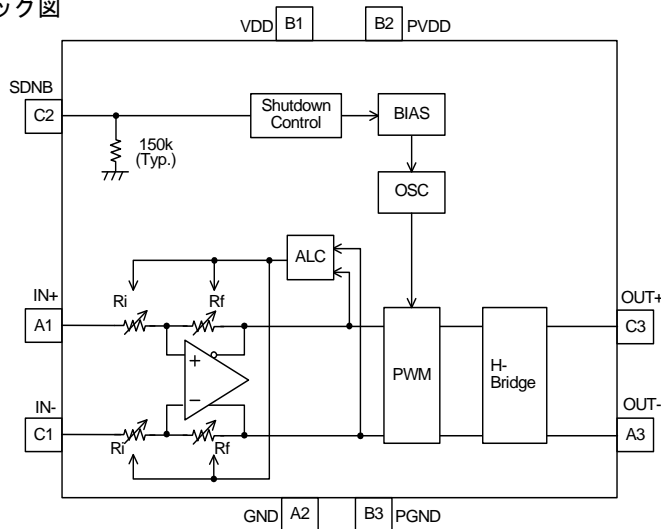 ック図
VDD B1 B2 PVDD
SDNB
C2
Shutdown
Control
BIAS
150k
(Typ.)
OSC
ALC
IN+
Ri
Rf
OUT+
A1
C3
+
PWM
H-
Bridge
−
IN-
OUT-
C1
Ri
Rf
A3
GND A2 B3 PGND